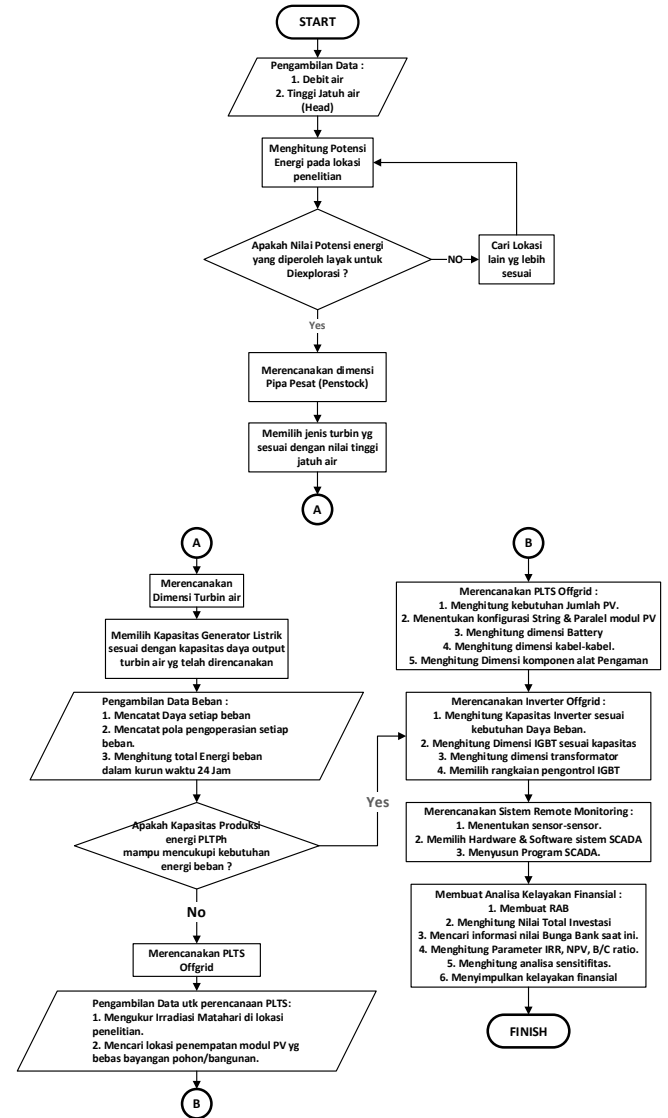 START
Pengambilan Data :
1. Debit air
2. Tinggi Jatuh air
(Head)
Menghitung Potensi
Energi pada lokasi
penelitian
Apakah Nilai Potensi energi
yang diperoleh layak untuk
Diexplorasi ?
NO
Cari Lokasi
lain yg lebih
sesuai
Yes
Merencanakan dimensi
Pipa Pesat (Penstock)
Memilih jenis turbin yg
sesuai dengan nilai tinggi
jatuh air
A
A
Merencanakan
Dimensi Turbin air
Memilih Kapasitas Generator Listrik
sesuai dengan kapasitas daya output
turbin air yg telah direncanakan
Pengambilan Data Beban :
1. Mencatat Daya setiap beban
2. Mencatat pola pengoperasian setiap
beban.
3. Menghitung total Energi beban
dalam kurun waktu 24 Jam
Apakah Kapasitas Produksi
energi PLTPh
mampu mencukupi kebutuhan
energi beban ?
Yes
No
Merencanakan PLTS
Offgrid
Pengambilan Data utk perencanaan PLTS:
1. Mengukur Irradiasi Matahari di lokasi
penelitian.
2. Mencari lokasi penempatan modul PV yg
bebas bayangan pohon/bangunan.
B
B
Merencanakan PLTS Offgrid :
1. Menghitung kebutuhan Jumlah PV.
2. Menentukan konfigurasi String & Paralel modul PV
3. Menghitung dimensi Battery
4. Menghitung dimensi kabel-kabel.
5. Menghitung Dimensi komponen alat Pengaman
Merencanakan Inverter Offgrid :
1. Menghitung Kapasitas Inverter sesuai
kebutuhan Daya Beban.
2. Menghitung Dimensi IGBT sesuai kapasitas
3. Menghitung dimensi transformator
4. Memilih rangkaian pengontrol IGBT
Merencanakan Sistem Remote Monitoring :
1. Menentukan sensor-sensor.
2. Memilih Hardware & Software sistem SCADA
3. Menyusun Program SCADA.
Membuat Analisa Kelayakan Finansial :
1. Membuat RAB
2. Menghitung Nilai Total Investasi
3. Mencari informasi nilai Bunga Bank saat ini.
4. Menghitung Parameter IRR, NPV, B/C ratio.
5. Menghitung analisa sensitifitas.
6. Menyimpulkan kelayakan finansial
FINISH